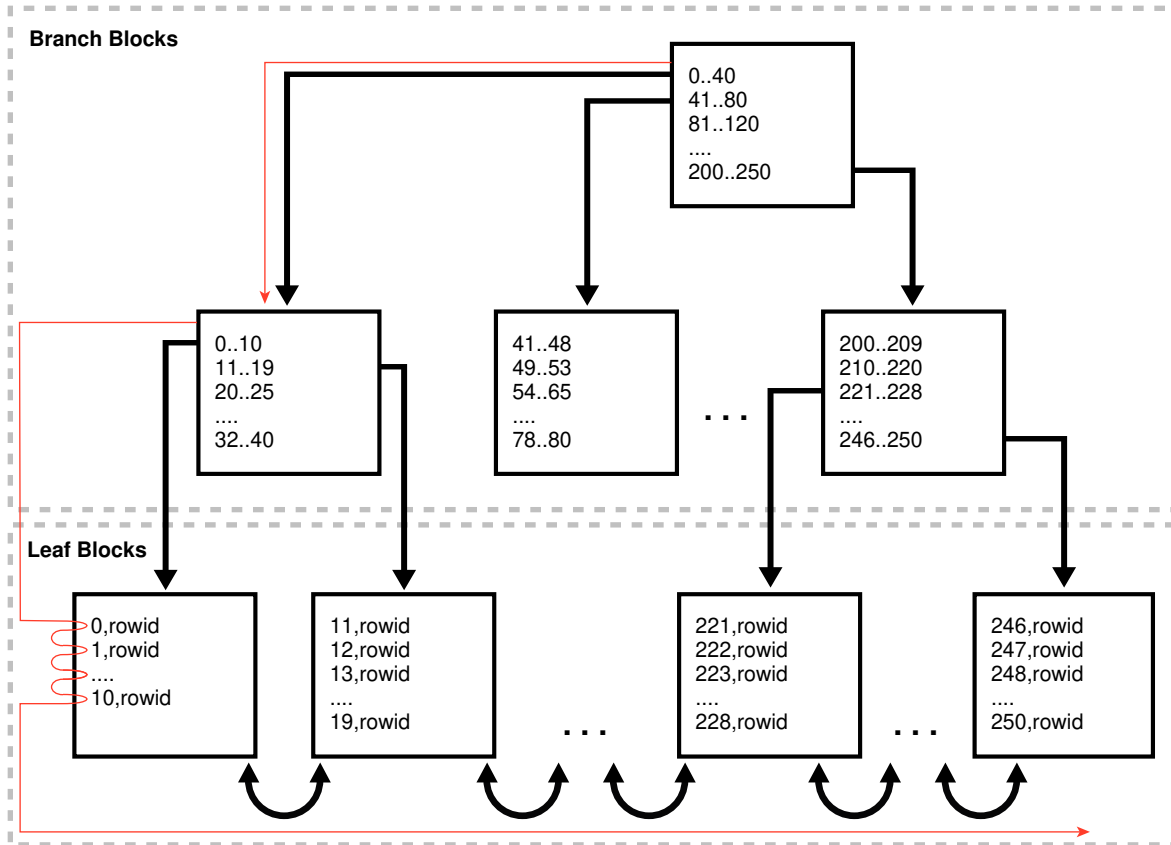 Branch Blocks
0..40
41..80
81..120
....
200..250
0..10
11..19
20..25
....
32..40
41..48
49..53
54..65
....
78..80
. . .
200..209
210..220
221..228
....
246..250
Leaf Blocks
0,rowid
1,rowid
....
10,rowid
11,rowid
12,rowid
13,rowid
....
19,rowid
. . .
221,rowid
222,rowid
223,rowid
....
228,rowid
. . .
246,rowid
247,rowid
248,rowid
....
250,rowid